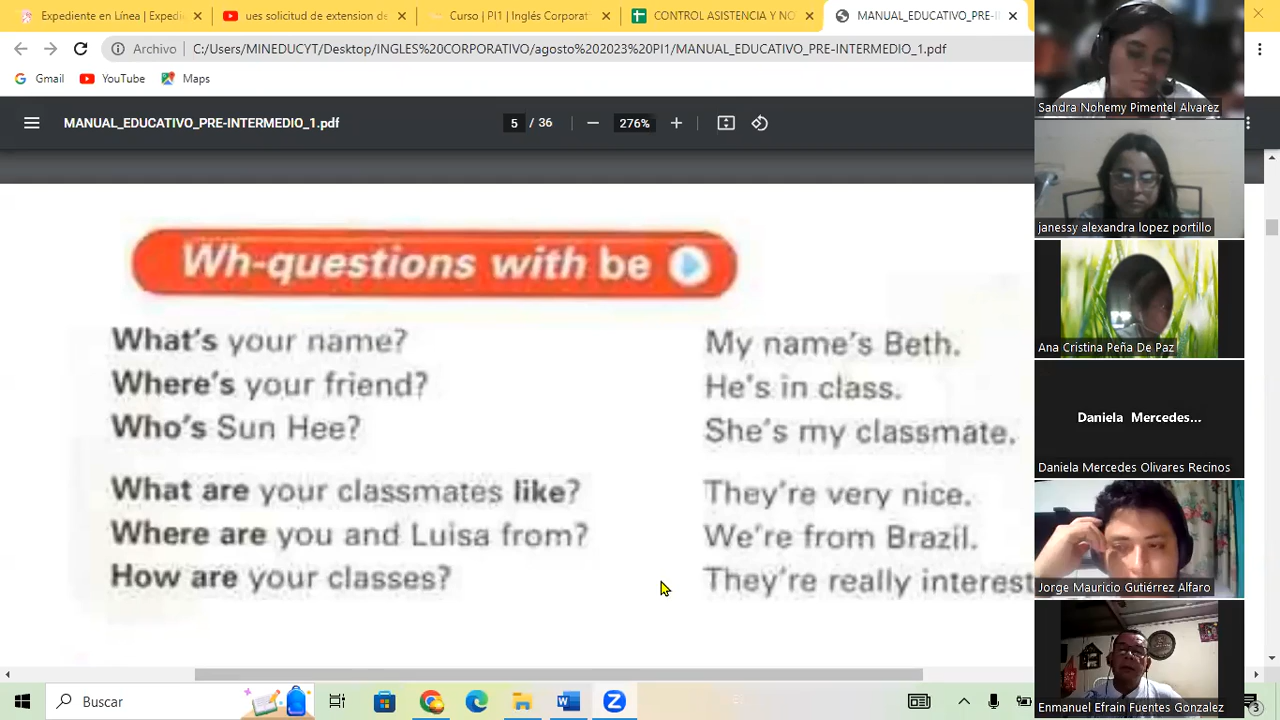 Expediente en Línea | Expedi
ues solicitud de extension de
Curso | PI1 | Inglés Corporat
CONTROL ASISTENCIA Y NO
MANUAL_EDUCATIVO_PRE-IN
Archivo
C:/Users/MINEDUCYT/Desktop/INGLES%20CORPORATIVO/agosto%202023%20PI1/MANUAL_EDUCATIVO_PRE-INTERMEDIO_1.pdf
Gmail
YouTube
Maps
MANUAL_EDUCATIVO_PRE-INTERMEDIO_1.pdf
5 / 36
276%
Wh-questions with be
What's your name?
My name's Beth.
Where's your friend?
He's in class.
Who's Sun Hee?
She's my classmate.
What are your classmates like?
They're very nice.
Where are you and Luisa from?
We're from Brazil.
How are your classes?
They're really interest
Sandra Nohemy Pimentel Alvarez
janessy alexandra lopez portillo
Ana Cristina Peña De Paz
Daniela Mercedes...
Daniela Mercedes Olivares Recinos
Jorge Mauricio Gutiérrez Alfaro
Enmanuel Efrain Fuentes Gonzalez
Buscar
3